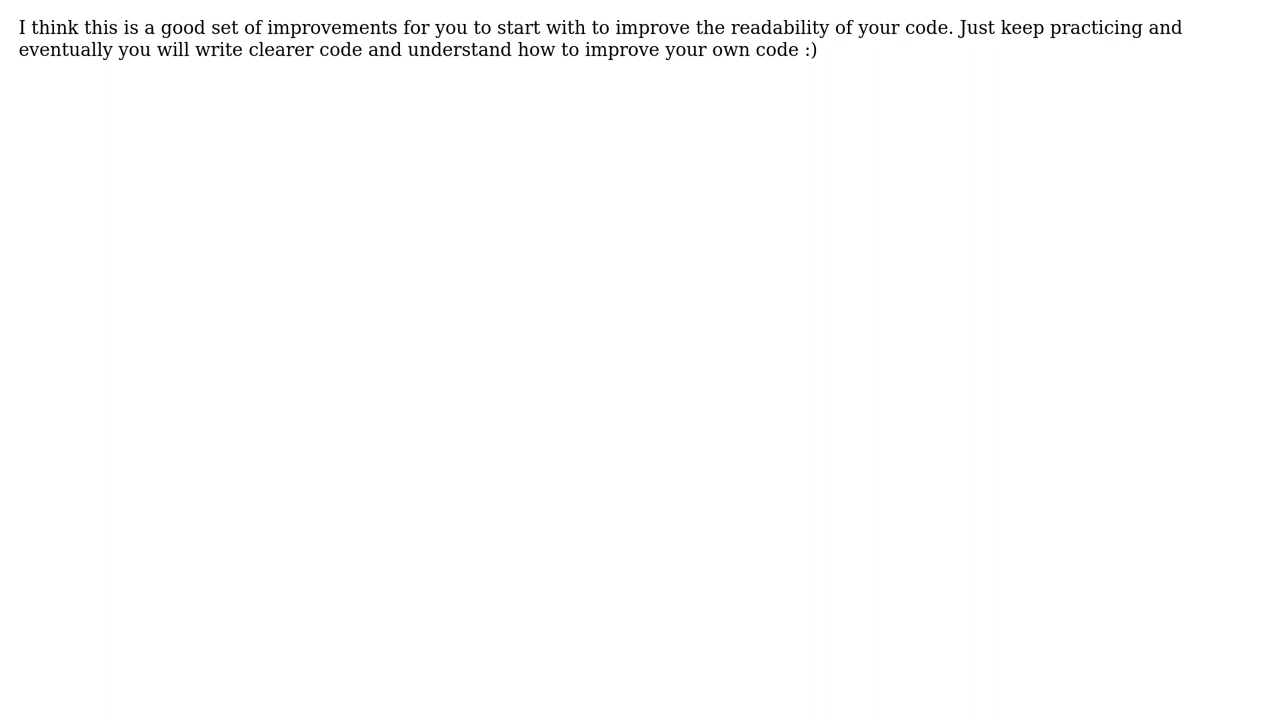 I think this is a good set of improvements for you to start with to improve the readability of your code. Just keep practicing and
eventually you will write clearer code and understand how to improve your own code :)